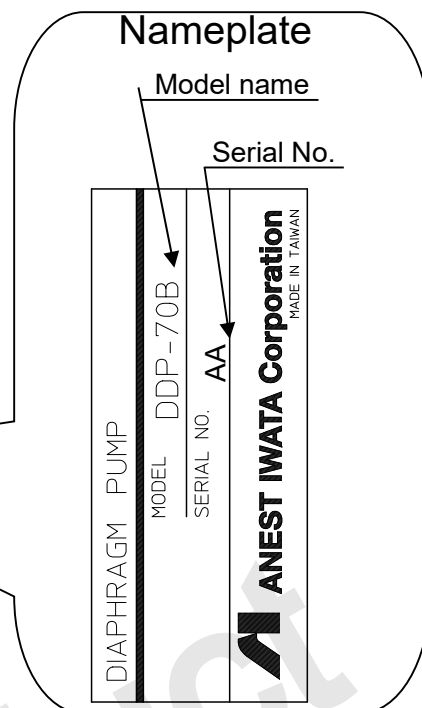 Nameplate
Model name
Serial No.
DIAPHRAGM PUMP
MODEL DDP-70B
SERIAL NO. AA
ANEST IWATA Corporation
MADE IN TAIWAN